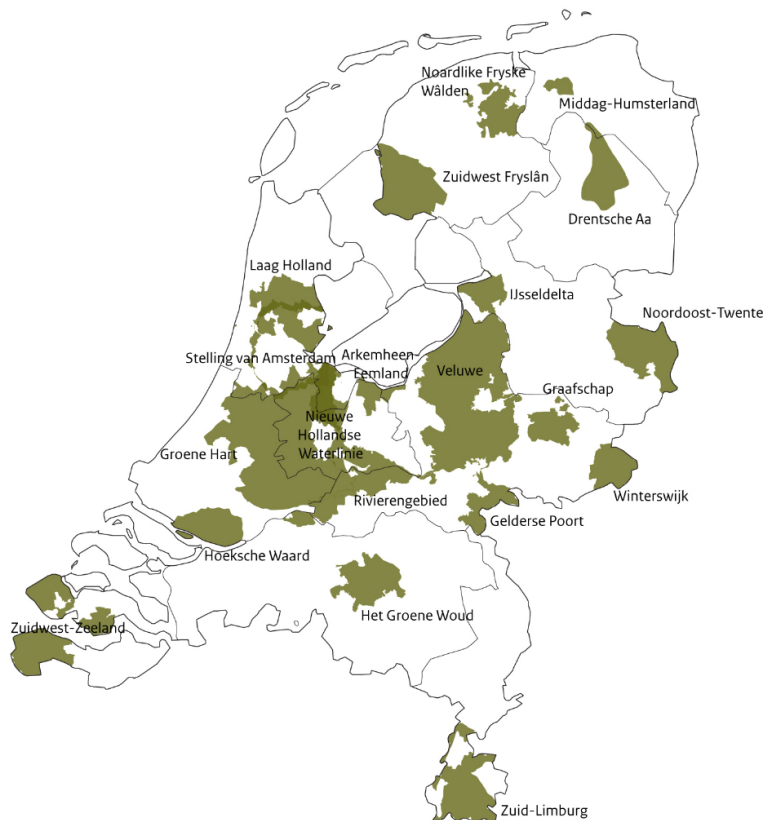 Noardlike Fryske
Wâlden
Middag-Humsterland
Zuidwest Fryslân
Drentsche Aa
Laag Holland
IJsseldelta
Noordoost-Twente
Stelling van Amsterdam
Arkemheen-
Eemland
Veluwe
Graafschap
Nieuwe
Hollandse
Waterlinie
Groene Hart
Rivierengebied
Winterswijk
Gelderse Poort
Hoeksche Waard
Het Groene Woud
Zuidwest-Zeeland
Zuid-Limburg